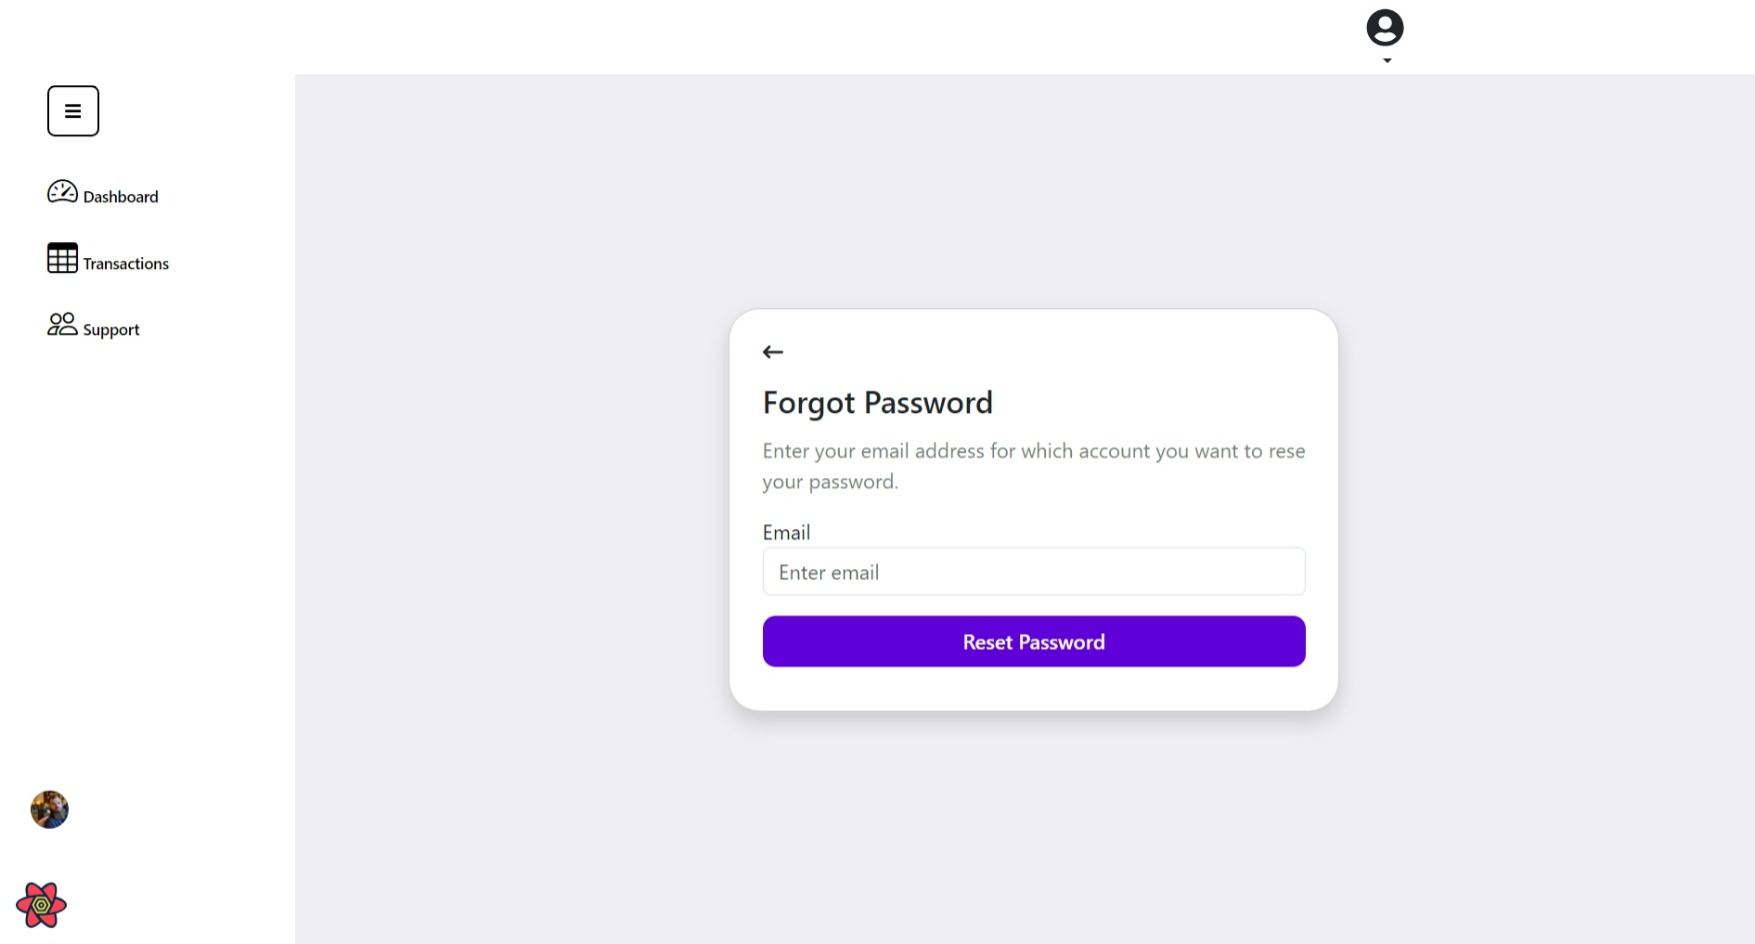 Dashboard
Transactions
Support
Forgot Password
Enter your email address for which account you want to rese
your password.
Email
Enter email
Reset Password